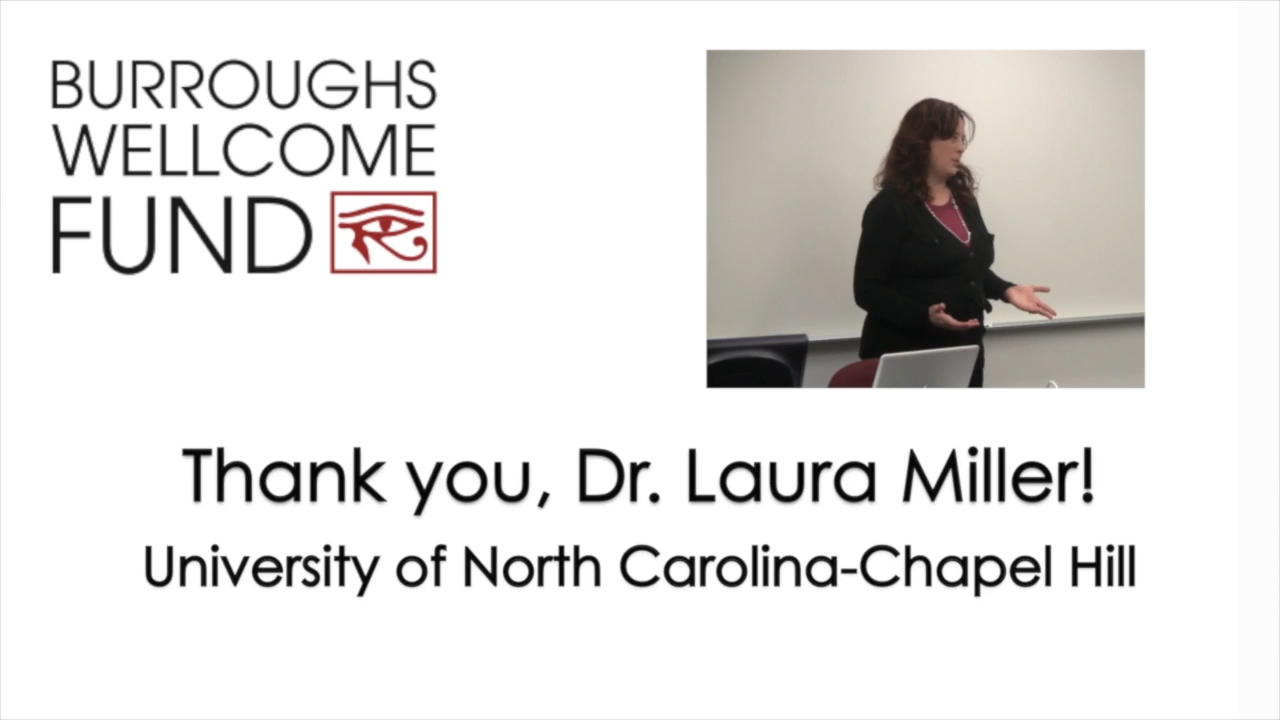 BURROUGHS
WELLCOME
FUND
Thank you, Dr. Laura Miller!
University of North Carolina-Chapel Hill